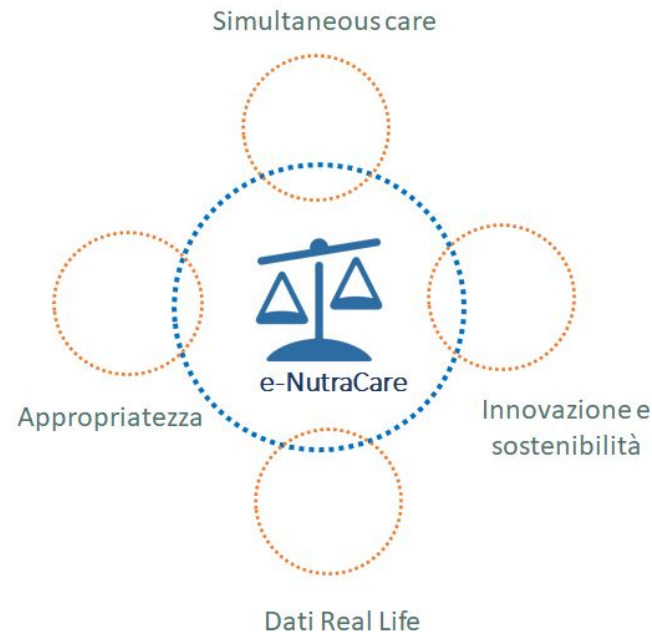 Simultaneous care
e-NutraCare
Appropriatezza
Innovazione e
sostenibilità
Dati Real Life